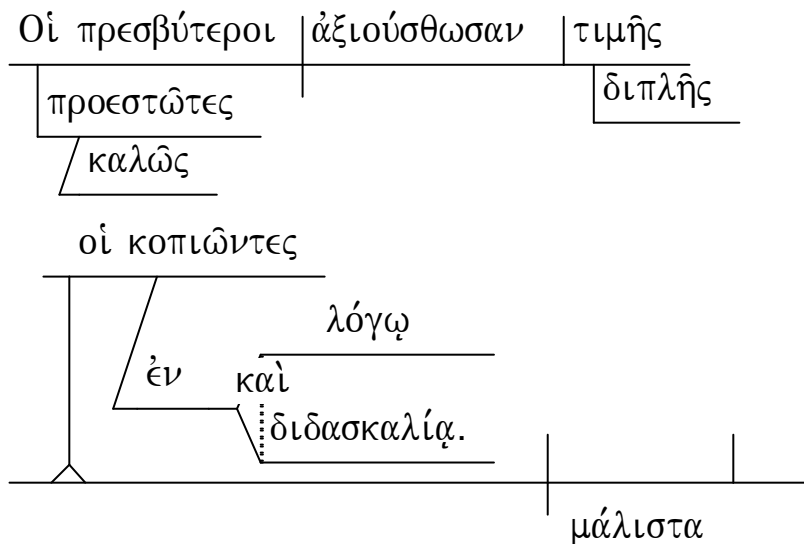 Οἱ πρεσβύτεροι ἀξιούσθωσαν τιμῆς
προεστῶτες διπλῆς
καλῶς
οἱ κοπιῶντες
λόγῳ
ἐν καὶ
διδασκαλίᾳ.
μάλιστα